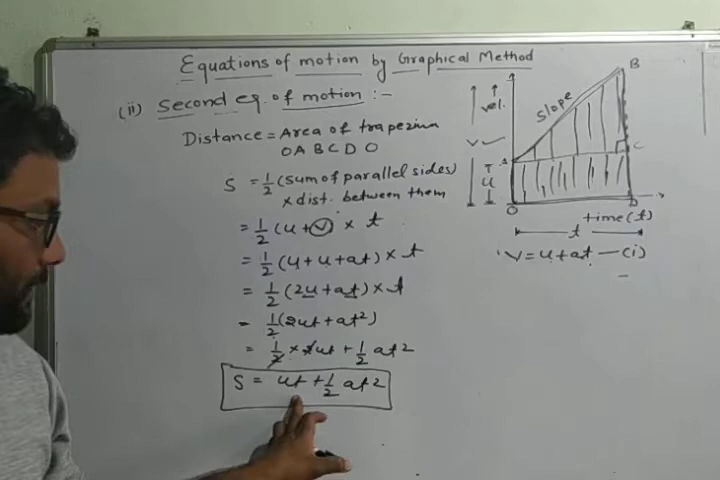 Equations of motion by Graphical Method
(ii) Second eq. of motion :-
Distance = Area of trapezima
OABCDO
S = 1/2 (sum of parallel sides)
× dist. between them
= 1/2 (u + v) × t
= 1/2 (u + u + at) × t
= 1/2 (2u + at) × t
= 1/2 (2ut + at²)
= 1/2 × 2ut + 1/2 at2
S = ut + 1/2 at2
vel.
slope
B
A
C
V
u
O
D
time(t)
t
V = u + at — (i)